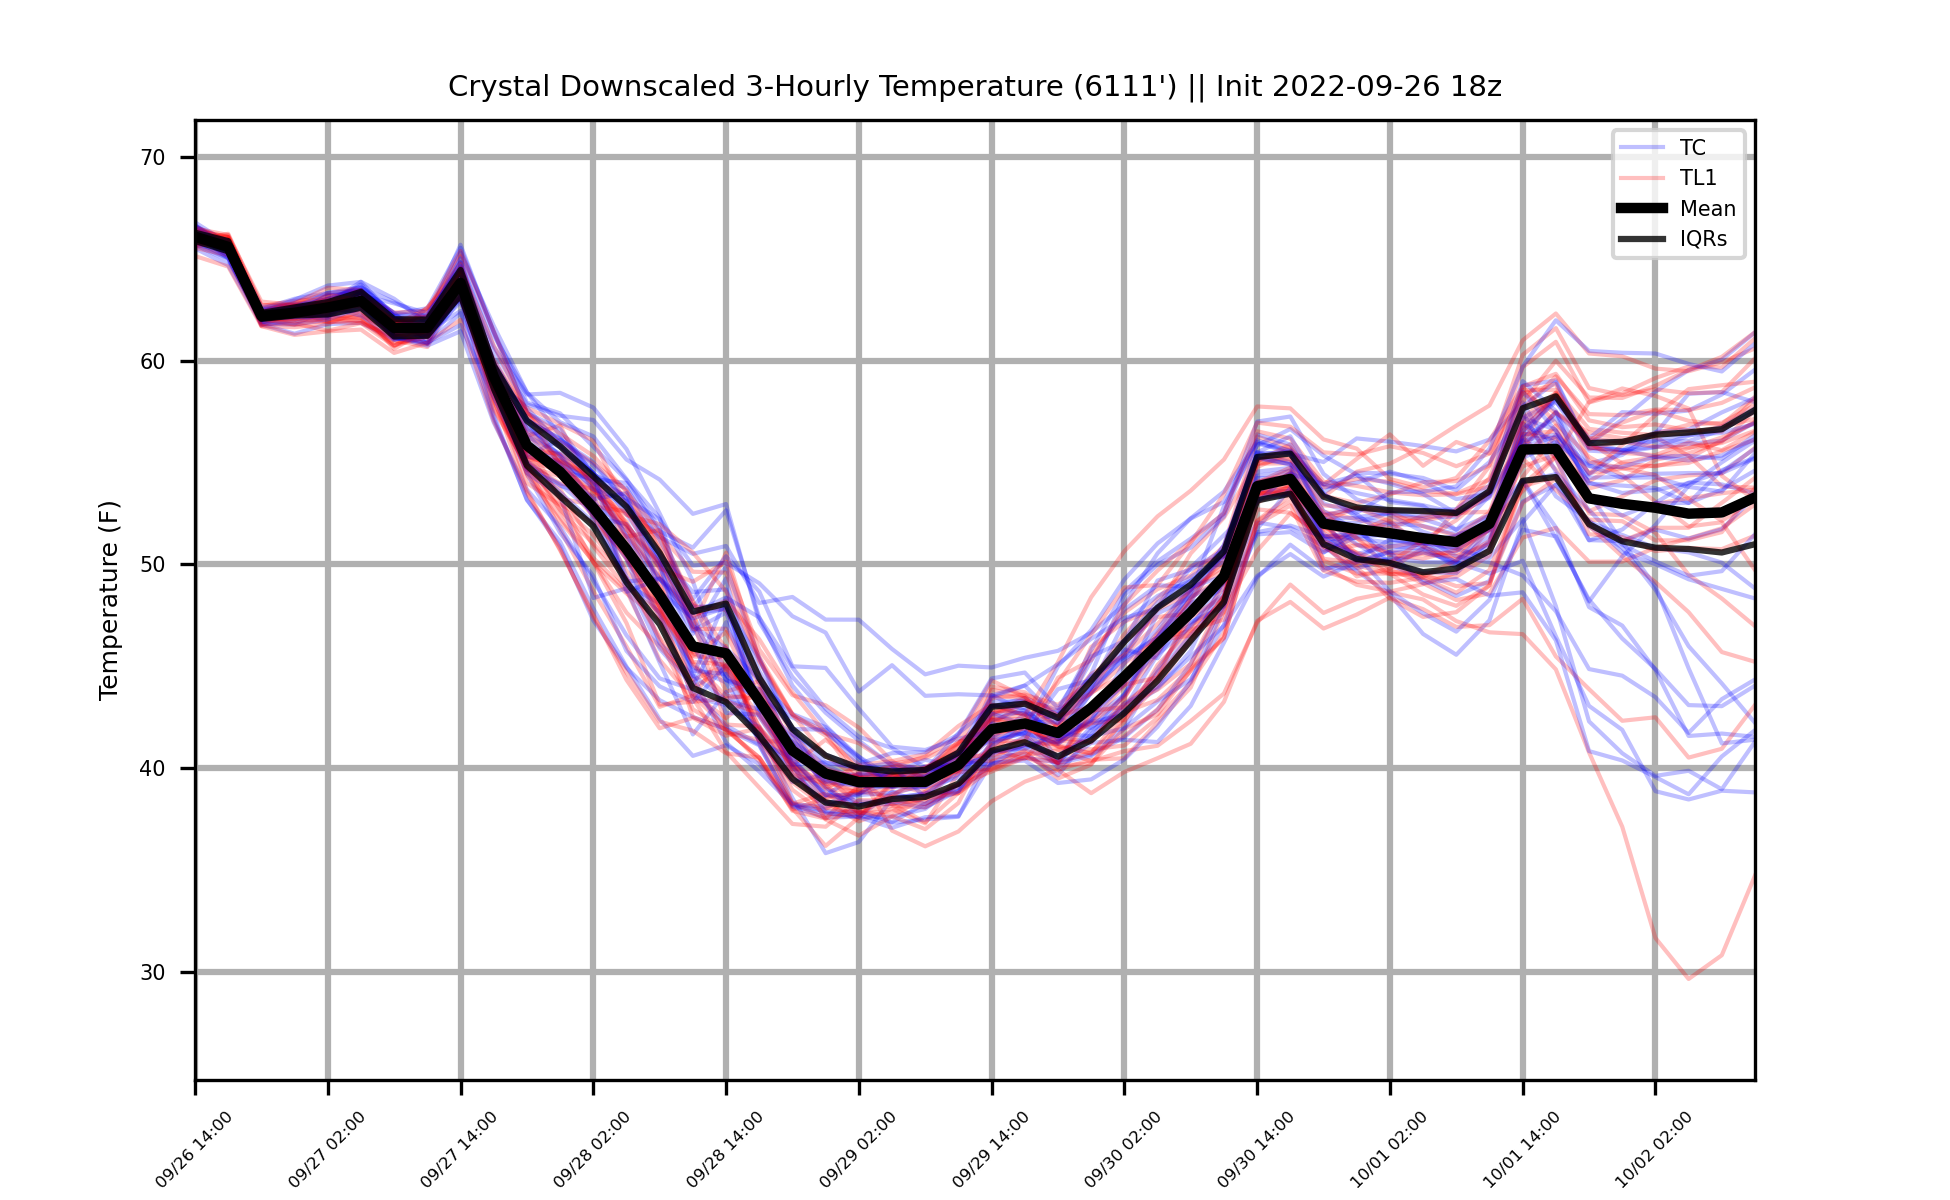 Crystal Downscaled 3-Hourly Temperature (6111') || Init 2022-09-26 18z
TC
TL1
Mean
IQRs
Temperature (F)
70
60
50
40
30
09/26 14:00
09/27 02:00
09/27 14:00
09/28 02:00
09/28 14:00
09/29 02:00
09/29 14:00
09/30 02:00
09/30 14:00
10/01 02:00
10/01 14:00
10/02 02:00